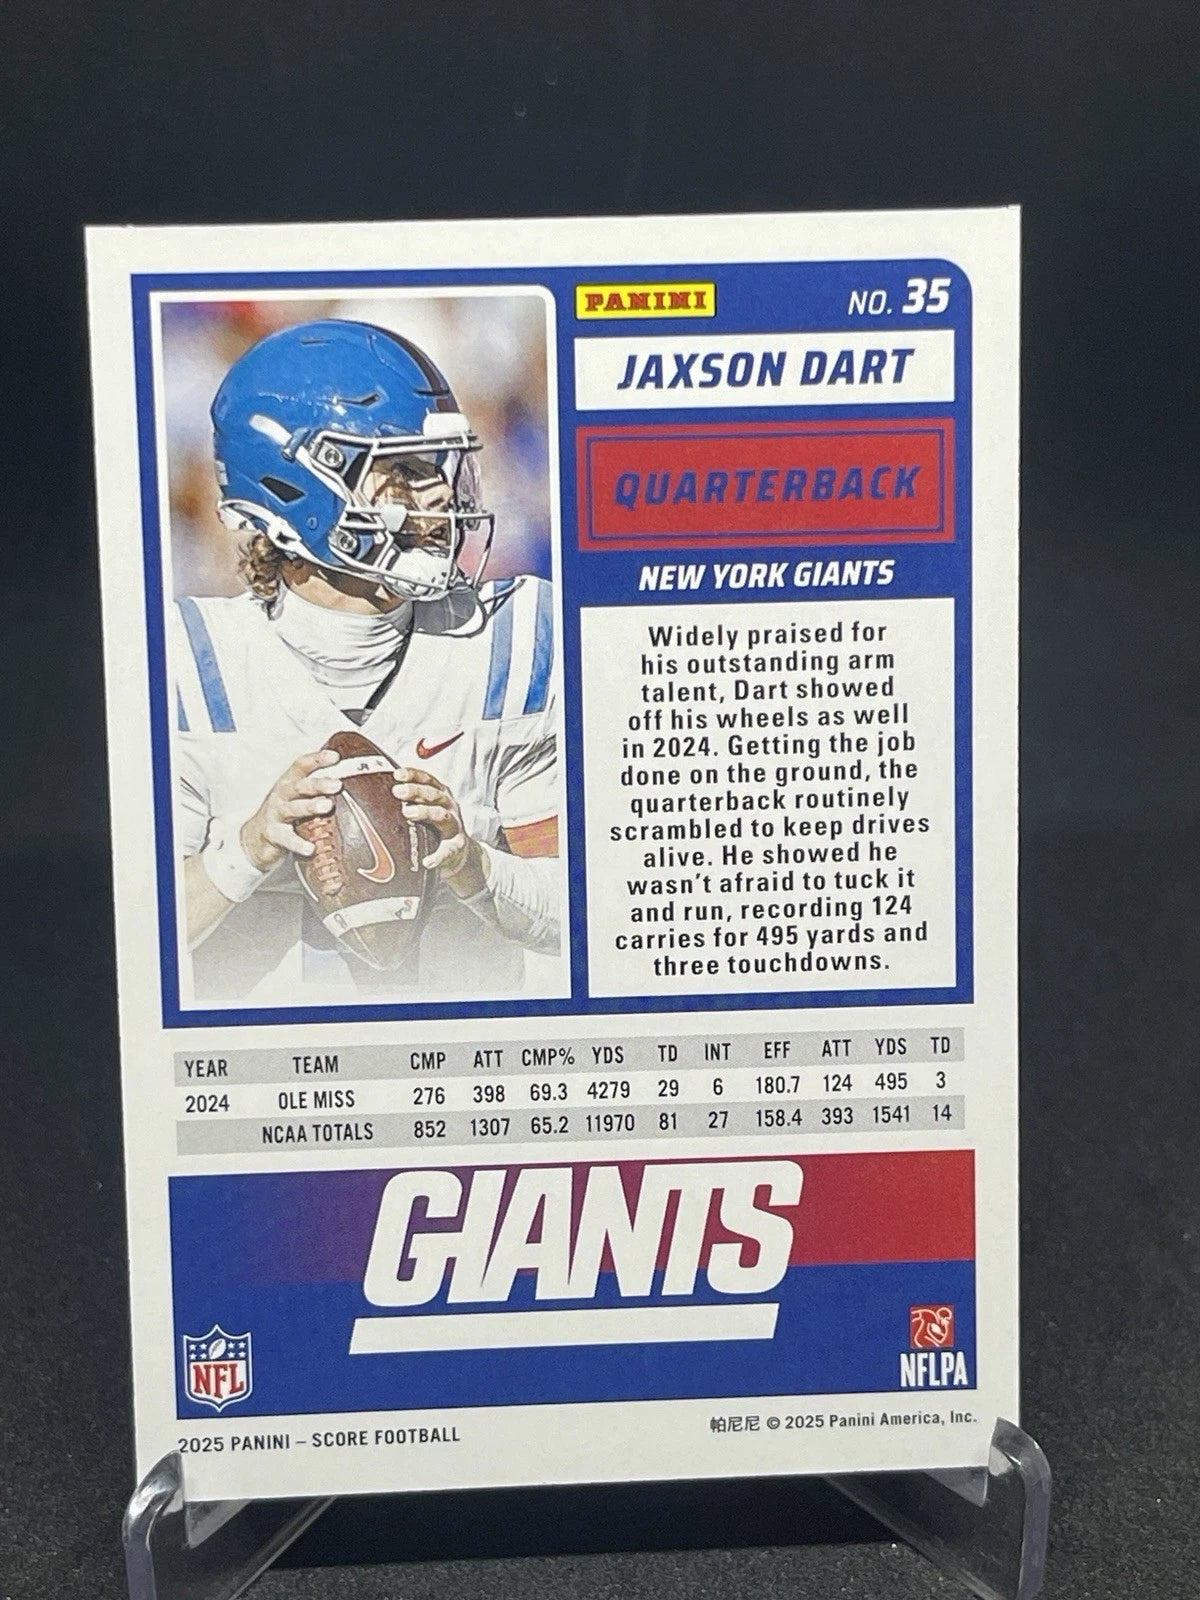 PANINI
NO. 35
JAXSON DART
QUARTERBACK
NEW YORK GIANTS
Widely praised for
his outstanding arm
talent, Dart showed
off his wheels as well
in 2024. Getting the job
done on the ground, the
quarterback routinely
scrambled to keep drives
alive. He showed he
wasn't afraid to tuck it
and run, recording 124
carries for 495 yards and
three touchdowns.
YEAR TEAM CMP ATT CMP% YDS TD INT EFF ATT YDS TD
2024 OLE MISS 276 398 69.3 4279 29 6 180.7 124 495 3
NCAA TOTALS 852 1307 65.2 11970 81 27 158.4 393 1541 14
GIANTS
NFL
NFLPA
2025 PANINI – SCORE FOOTBALL
帕尼尼 © 2025 Panini America, Inc.